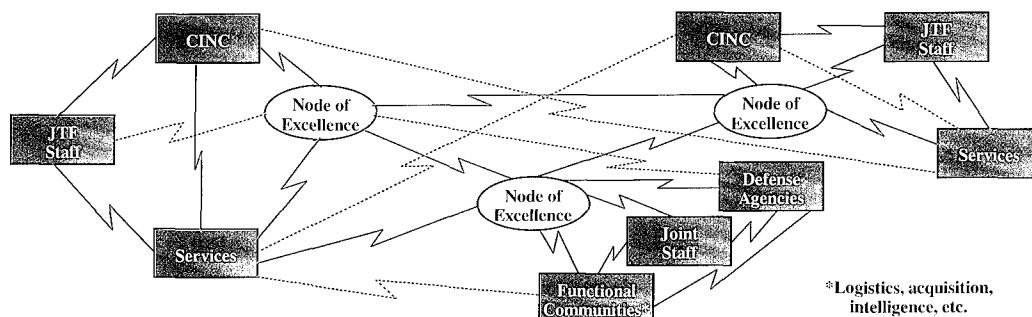 CINC
CINC
JTF
Staff
Node of
Excellence
Node of
Excellence
JTF
Staff
Services
Defense
Agencies
Node of
Excellence
Joint
Staff
Services
Functional
Communities*
*Logistics, acquisition,
intelligence, etc.